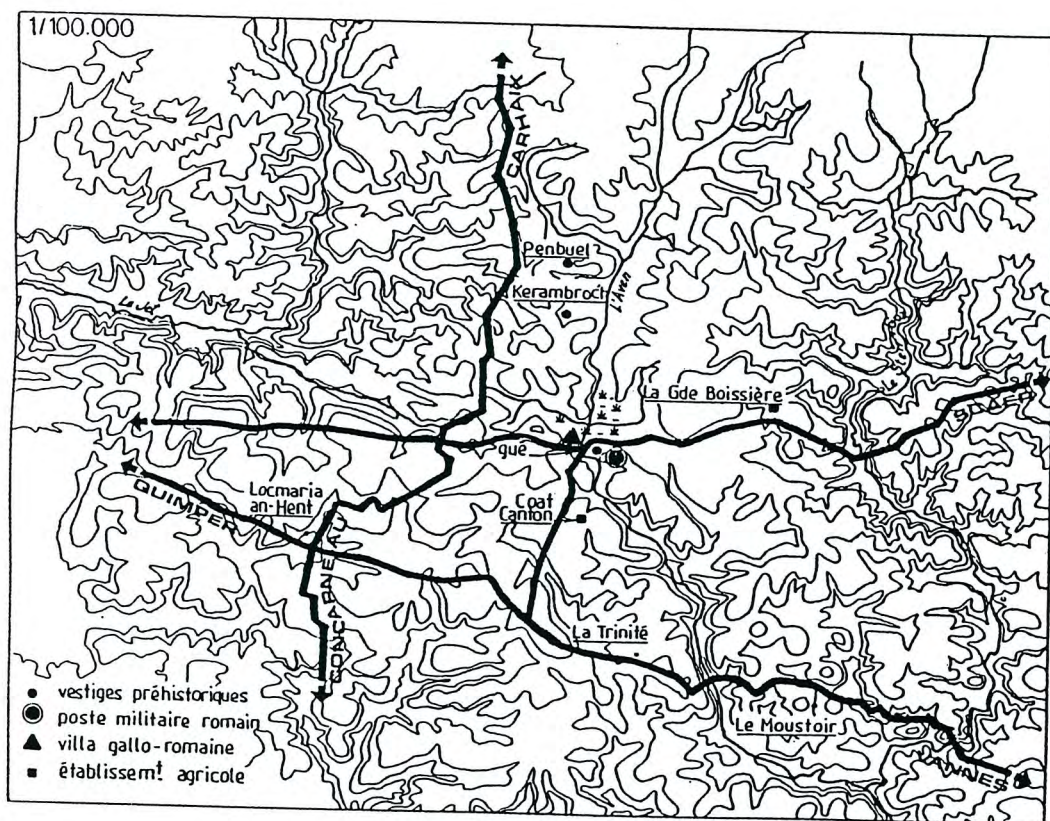 1/100.000
CARHAIX
Penbuel?
Kerambroch
l'Aven
Le Jet
La Gde Boissière
SCAER
gué
Locmaria
an-Hent
QUIMPER
Coat
Canton
CONCARNEAU
La Trinité
Le Moustoir
VANNES
vestiges préhistoriques
poste militaire romain
villa gallo-romaine
établissemt agricole